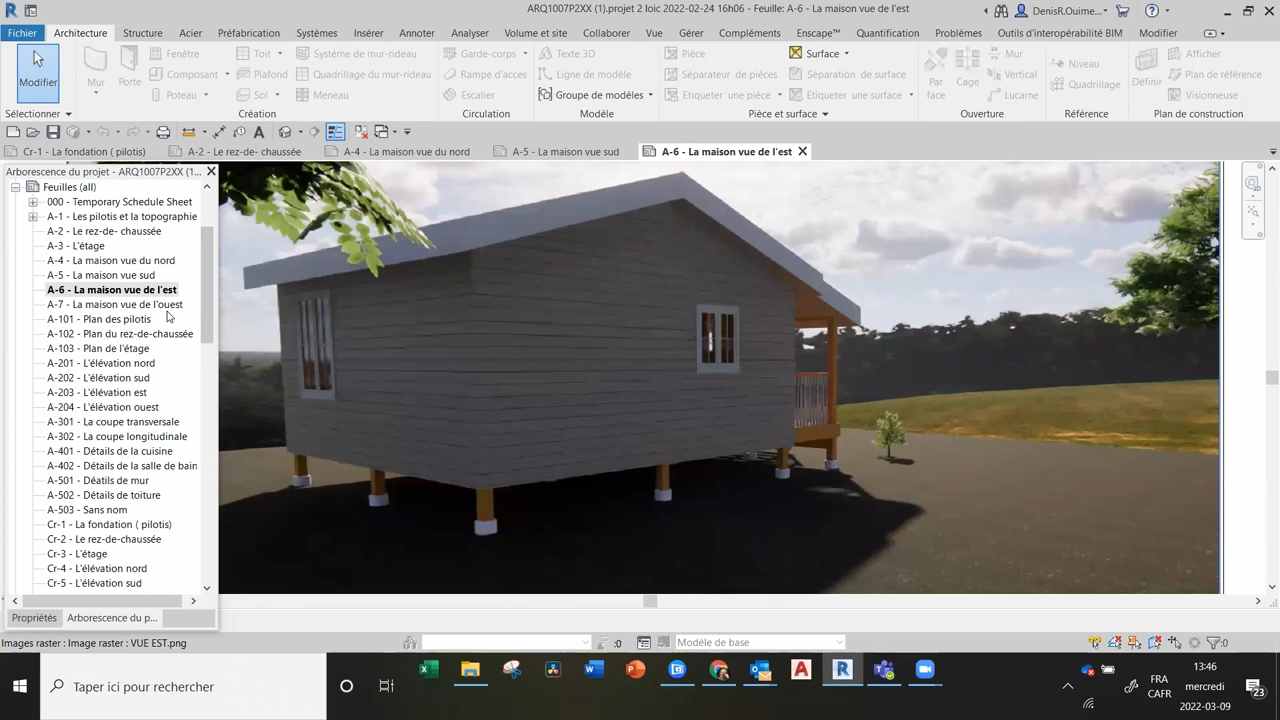 ARQ1007P2XX (1).projet 2 loic 2022-02-24 16h06 - Feuille: A-6 - La maison vue de l'est
DenisR.Ouime...
Fichier Architecture Structure Acier Préfabrication Systèmes Insérer Annoter Analyser Volume et site Collaborer Vue Gérer Compléments Enscape™ Quantification Problèmes Outils d'interopérabilité BIM Modifier
Fenêtre Toit Système de mur-rideau Garde-corps Texte 3D Pièce Surface Mur Afficher
Modifier Mur Porte Composant Plafond Quadrillage du mur-rideau Rampe d'accès Ligne de modèle Séparateur de pièces Séparation de surface Par face Cage Vertical Niveau Définir Plan de référence
Poteau Sol Meneau Escalier Groupe de modèles Etiqueter une pièce Etiqueter une surface Lucarne Quadrillage Visionneuse
Sélectionner Création Circulation Modèle Pièce et surface Ouverture Référence Plan de construction
Cr-1 - La fondation ( pilotis) A-2 - Le rez-de- chaussée A-4 - La maison vue du nord A-5 - La maison vue sud A-6 - La maison vue de l'est
Arborescence du projet - ARQ1007P2XX (1...
Feuilles (all)
000 - Temporary Schedule Sheet
A-1 - Les pilotis et la topographie
A-2 - Le rez-de- chaussée
A-3 - L'étage
A-4 - La maison vue du nord
A-5 - La maison vue sud
A-6 - La maison vue de l'est
A-7 - La maison vue de l'ouest
A-101 - Plan des pilotis
A-102 - Plan du rez-de-chaussée
A-103 - Plan de l'étage
A-201 - L'élévation nord
A-202 - L'élévation sud
A-203 - L'élévation est
A-204 - L'élévation ouest
A-301 - La coupe transversale
A-302 - La coupe longitudinale
A-401 - Détails de la cuisine
A-402 - Détails de la salle de bain
A-501 - Déatils de mur
A-502 - Détails de toiture
A-503 - Sans nom
Cr-1 - La fondation ( pilotis)
Cr-2 - Le rez-de-chaussée
Cr-3 - L'étage
Cr-4 - L'élévation nord
Cr-5 - L'élévation sud
Propriétés Arborescence du p...
Images raster : Image raster : VUE EST.png
:0 Modèle de base :0
Taper ici pour rechercher
FRA
CAFR
13:46
mercredi
2022-03-09
23